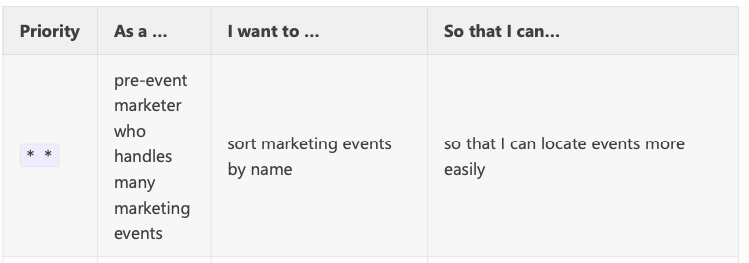 Priority As a ... I want to ... So that I can...
pre-event
marketer
who
handles
many
marketing
events
* *
sort marketing events
by name
so that I can locate events more
easily